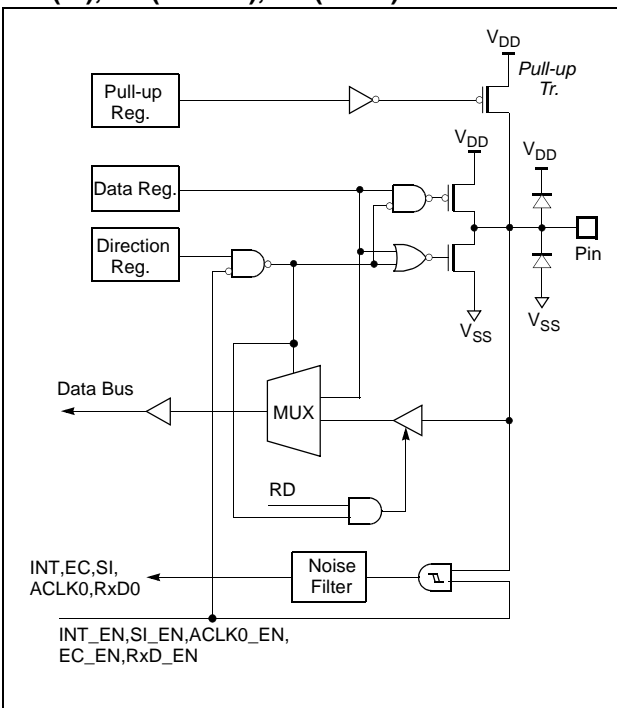 VDD
Pull-up
Tr.
Pull-up
Reg.
VDD
VDD
Data Reg.
Direction
Reg.
Pin
VSS
VSS
Data Bus
MUX
RD
INT,EC,SI,
ACLK0,RxD0
Noise
Filter
INT_EN,SI_EN,ACLK0_EN,
EC_EN,RxD_EN